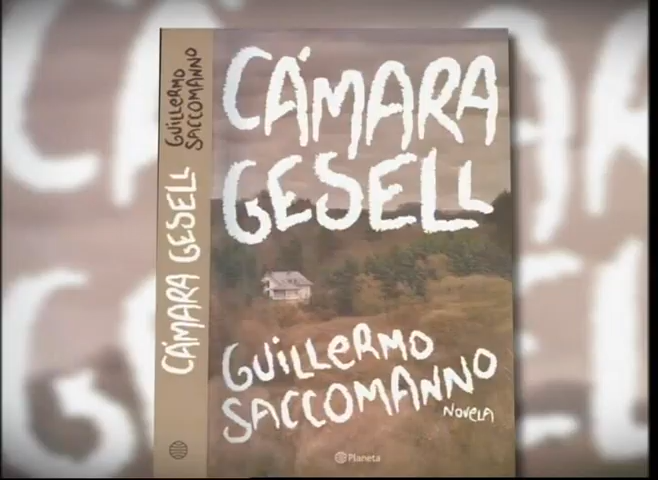 GUILLERMO
SACCOMANNO
CÁMARA GESELL
CÁMARA
GESELL
GUILLERMO
SACCOMANNO
NOVELA
Planeta